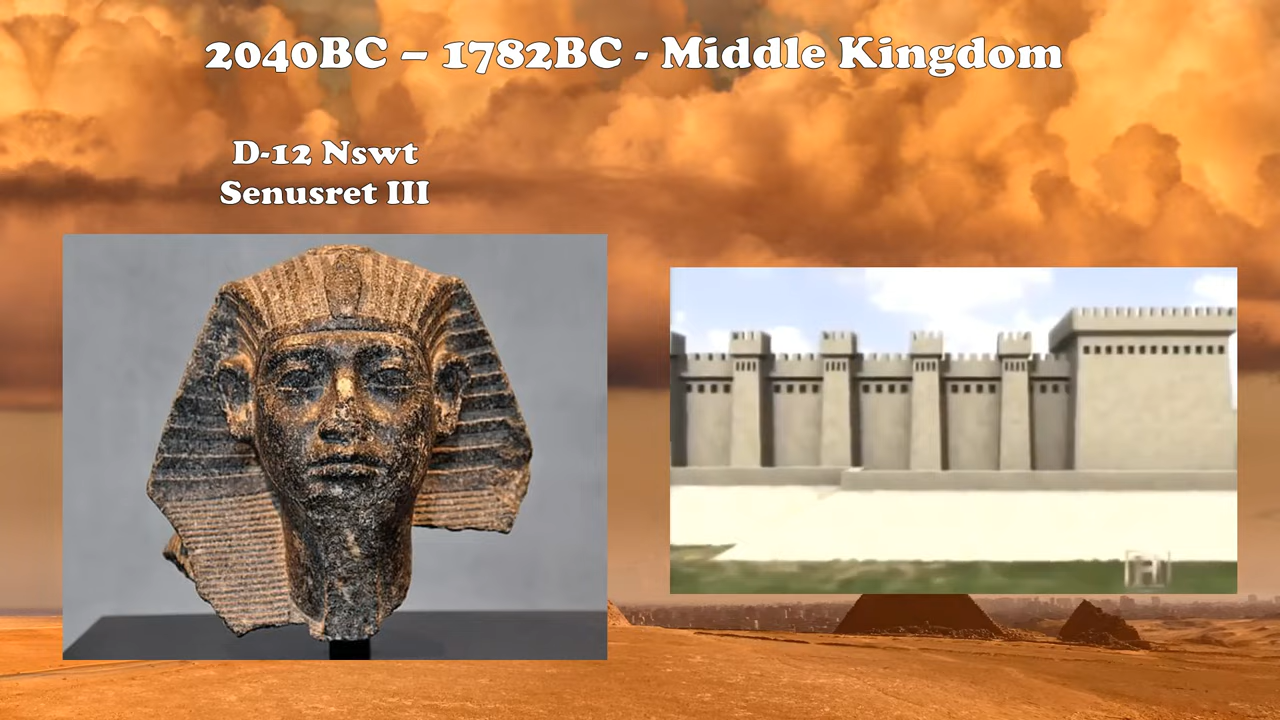 2040BC – 1782BC - Middle Kingdom
D-12 Nswt
Senusret III
H